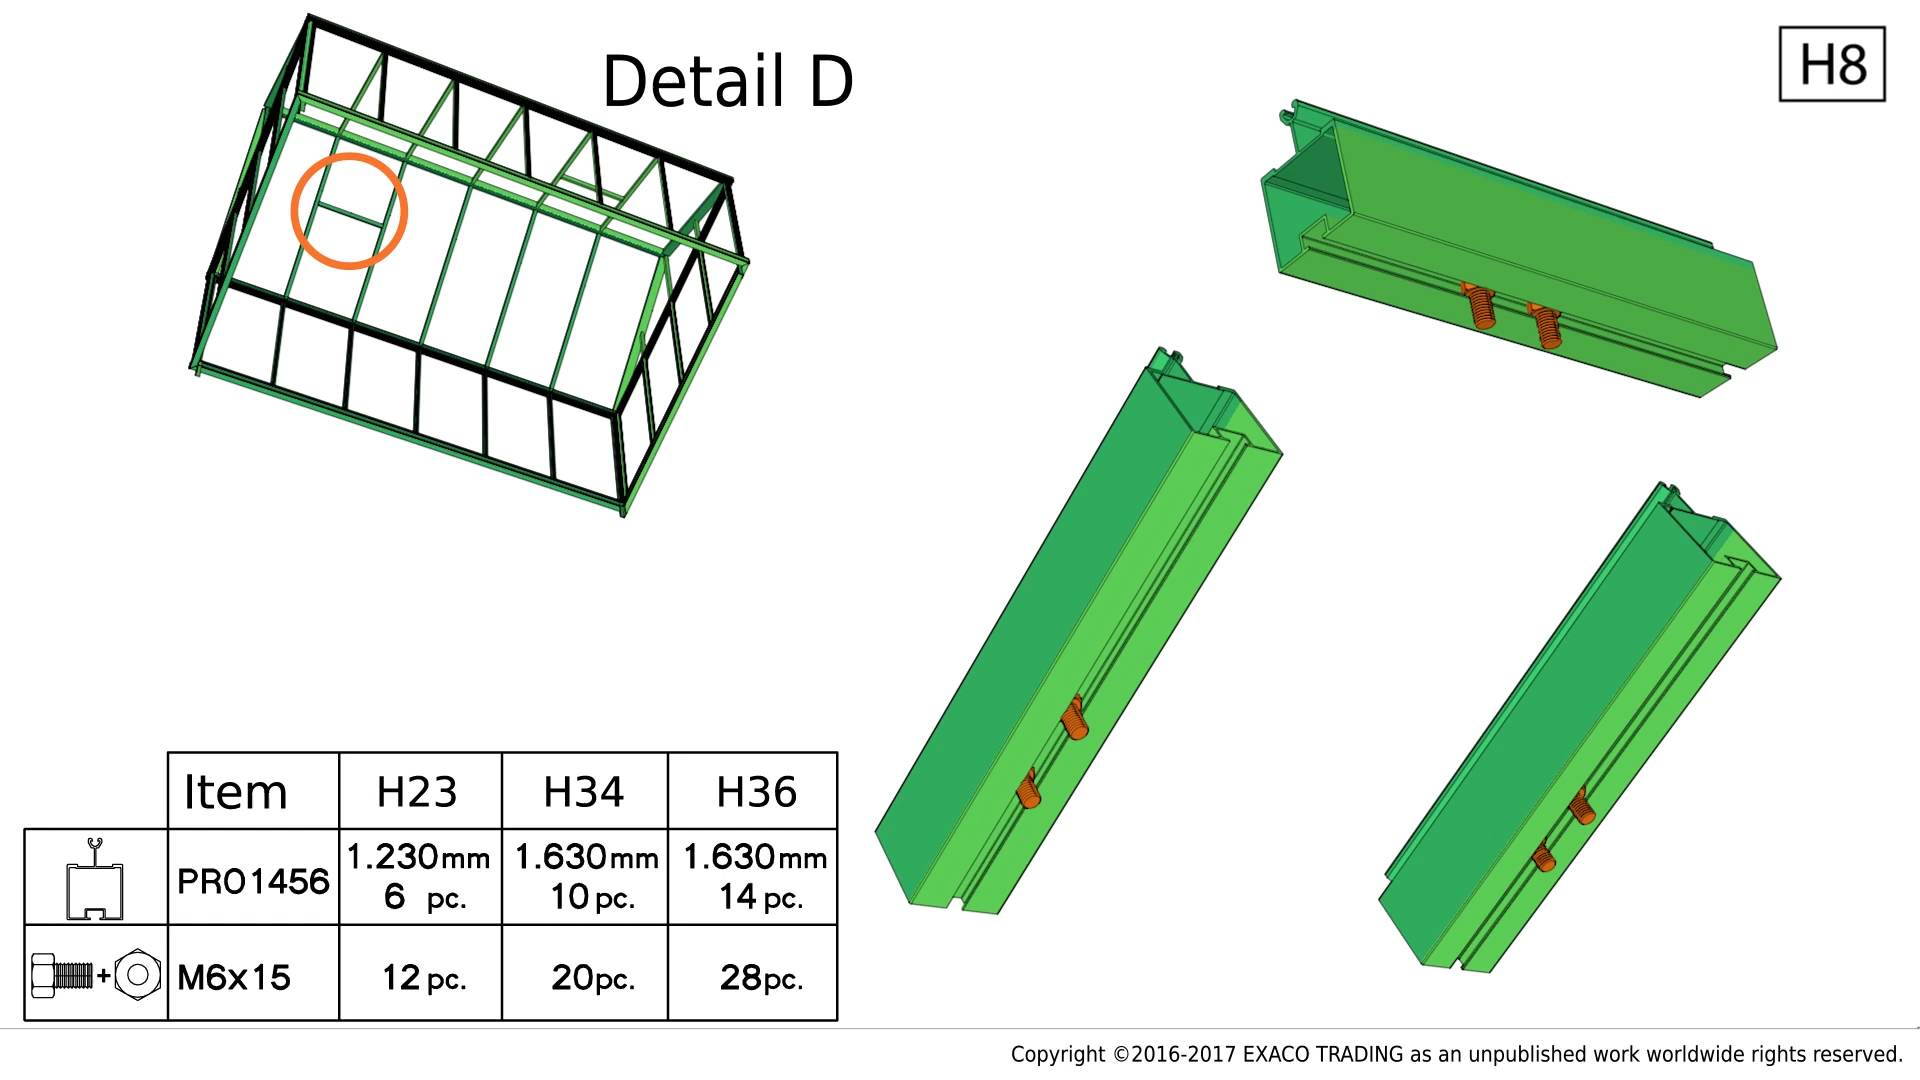 Detail D
H8
Item H23 H34 H36
PRO1456 1.230mm 6 pc. 1.630mm 10 pc. 1.630mm 14 pc.
+ M6x15 12 pc. 20pc. 28pc.
Copyright ©2016-2017 EXACO TRADING as an unpublished work worldwide rights reserved.